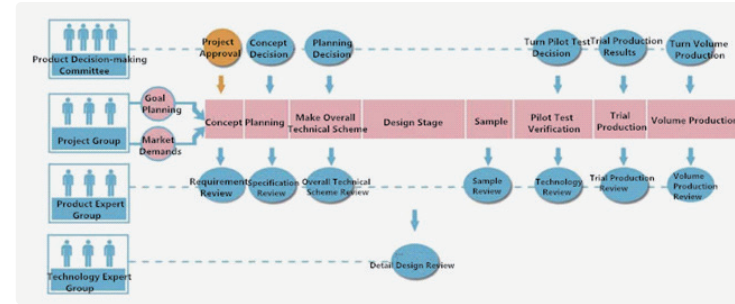 Project
Approval
Concept
Decision
Planning
Decision
Turn Pilot Test
Decision
Trial Production
Results
Turn Volume
Production
Product Decision-making
Committee
Goal
Planning
Market
Demands
Project Group
Concept
Planning
Make Overall
Technical Scheme
Design Stage
Sample
Pilot Test
Verification
Trial
Production
Volume Production
Product Expert
Group
Requirement
Review
Specification
Review
Overall Technical
Scheme Review
Sample
Review
Technology
Review
Trial Production
Review
Volume
Production
Review
Technology Expert
Group
Detail Design Review